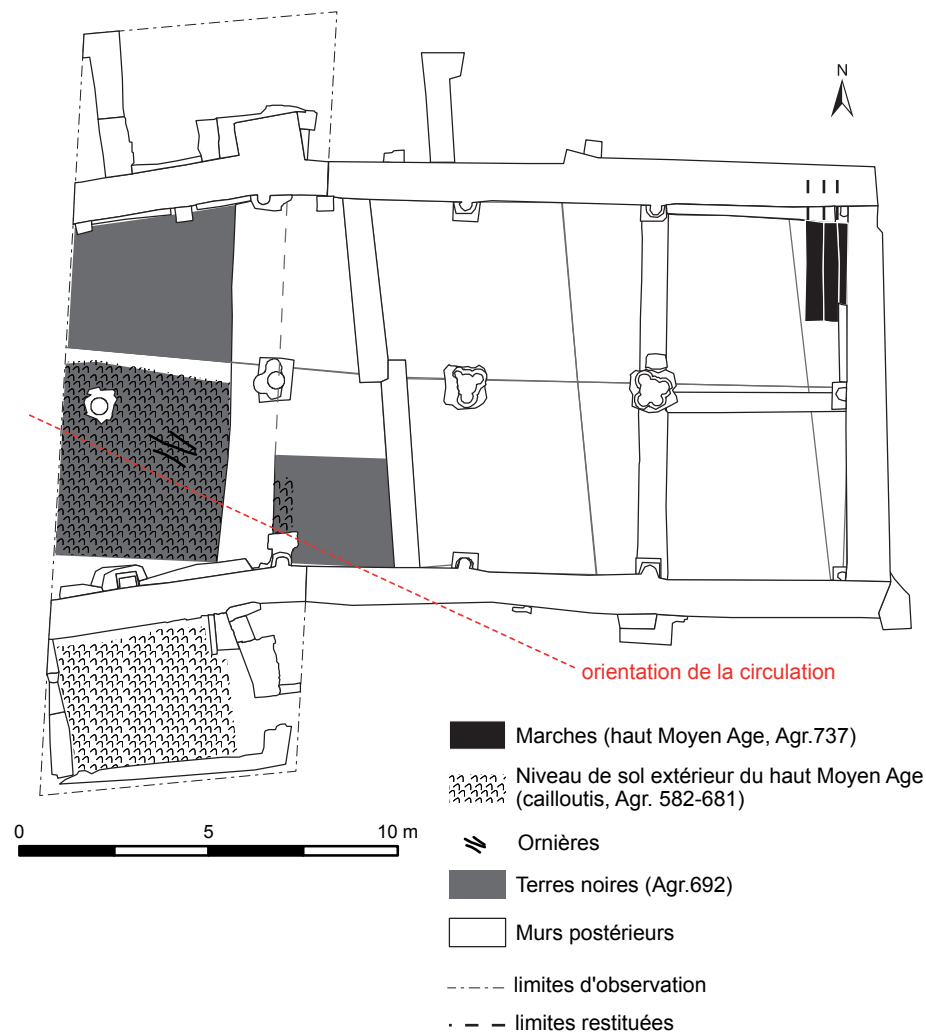 N
orientation de la circulation
Marches (haut Moyen Age, Agr.737)
Niveau de sol extérieur du haut Moyen Age
(cailloutis, Agr. 582-681)
0 5 10 m
Ornières
Terres noires (Agr.692)
Murs postérieurs
limites d'observation
limites restituées